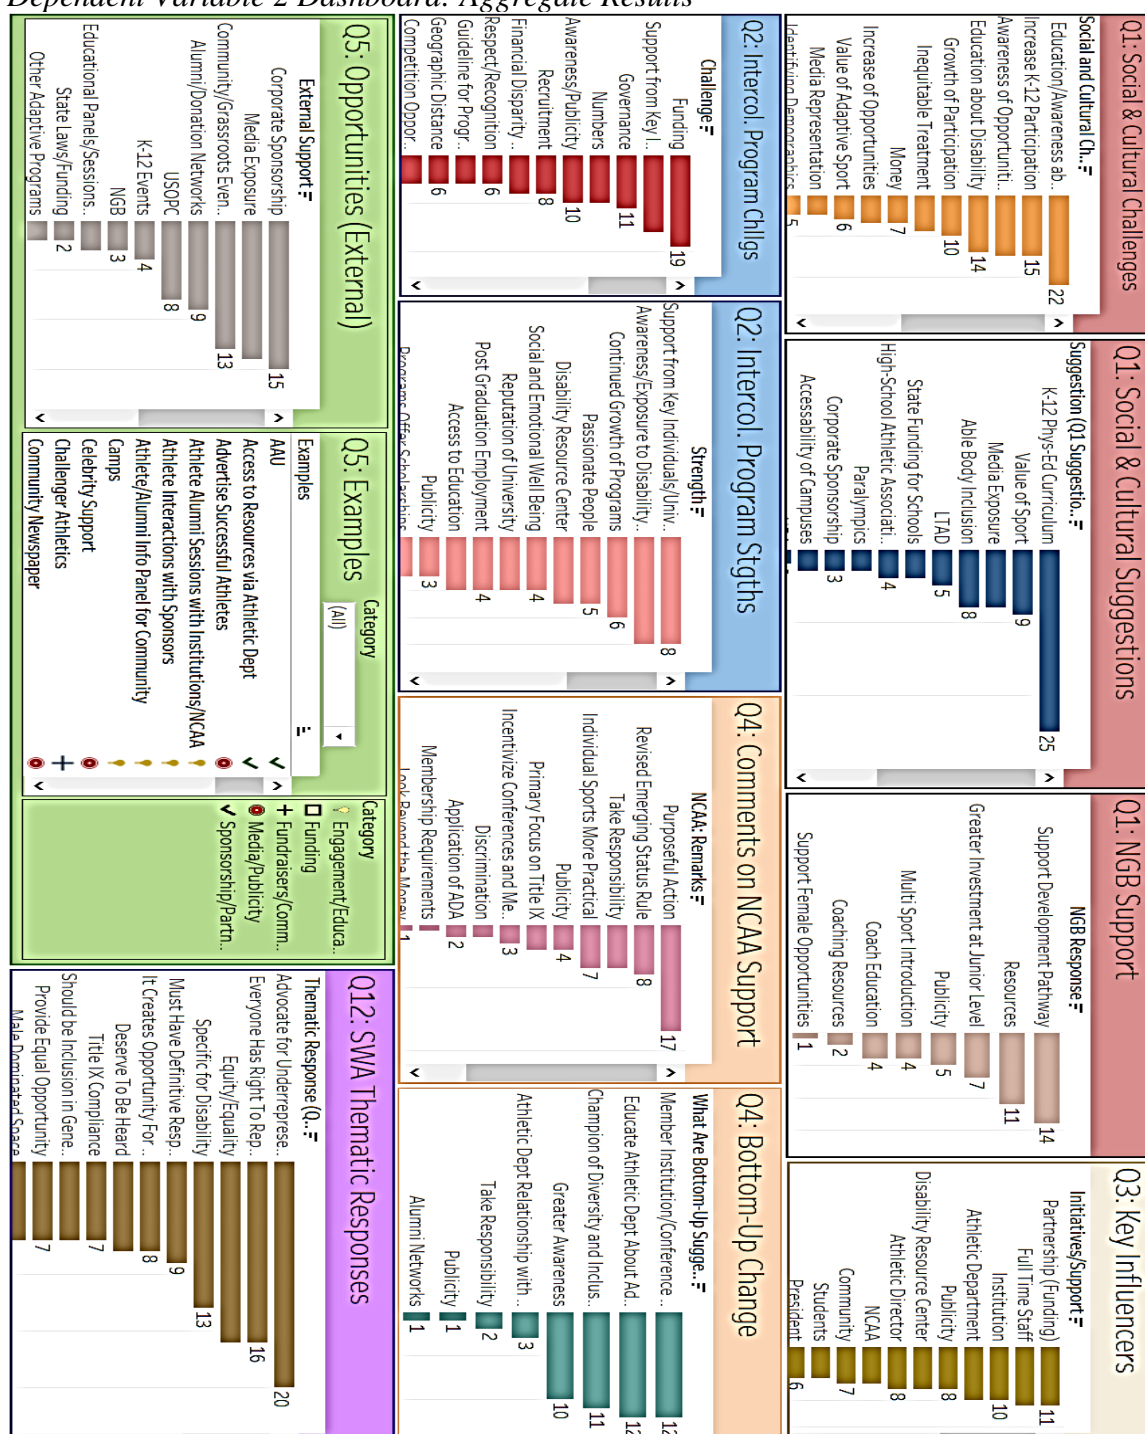 Dependent Variable 2 Dashboard: Aggregate Results
Q1: Social & Cultural Challenges
Social and Cultural Ch..
Education/Awareness ab..
22
Increase K-12 Participation
15
Awareness of Opportuniti..
Education about Disability
14
Growth of Participation
10
Inequitable Treatment
Money
7
Increase of Opportunities
Value of Adaptive Sport
6
Media Representation
Identifying Demographics
5
Q1: Social & Cultural Suggestions
Suggestion (Q1 Suggestio..
K-12 Phys-Ed Curriculum
25
Value of Sport
9
Media Exposure
Able Body Inclusion
8
LTAD
5
State Funding for Schools
High-School Athletic Associati..
4
Paralympics
Corporate Sponsorship
3
Accessability of Campuses
Q1: NGB Support
NGB Response
Support Development Pathway
14
Resources
11
Greater Investment at Junior Level
7
Publicity
5
Multi Sport Introduction
4
Coach Education
4
Coaching Resources
2
Support Female Opportunities
1
Q3: Key Influencers
Initiatives/Support
Partnership (Funding)
11
Full Time Staff
Institution
10
Athletic Department
Publicity
8
Disability Resource Center
Athletic Director
8
NCAA
Community
7
Students
President
6
Q2: Intercol. Program Chllgs
Challenge
Funding
19
Support from Key I..
Governance
11
Numbers
Awareness/Publicity
10
Recruitment
8
Financial Disparity ..
Respect/Recognition
6
Guideline for Progr..
Geographic Distance
6
Competition Oppor..
Q2: Intercol. Program Stgths
Strength
Support from Key Individuals/Univ..
8
Awareness/Exposure to Disability..
Continued Growth of Programs
6
Passionate People
5
Disability Resource Center
Social and Emotional Well Being
4
Reputation of University
Post Graduation Employment
4
Access to Education
Publicity
3
Programs Offer Scholarships
Q4: Comments on NCAA Support
NCAA: Remarks
Purposeful Action
17
Revised Emerging Status Rule
8
Take Responsibility
Individual Sports More Practical
7
Publicity
4
Primary Focus on Title IX
Incentivize Conferences and Me..
3
Discrimination
Application of ADA
2
Membership Requirements
Look Beyond the Money
1
Q4: Bottom-Up Change
What Are Bottom-Up Sugge..
Member Institution/Conference ..
12
Educate Athletic Dept About Ad..
12
Champion of Diversity and Inclus..
11
Greater Awareness
10
Athletic Dept Relationship with ..
3
Take Responsibility
2
Publicity
1
Alumni Networks
1
Q5: Opportunities (External)
External Support
Corporate Sponsorship
15
Media Exposure
Community/Grassroots Even..
13
Alumni/Donation Networks
9
USOPC
8
K-12 Events
4
NGB
3
Educational Panels/Sessions..
State Laws/Funding
2
Other Adaptive Programs
Q5: Examples
Category
(All)
Examples
AAU
Access to Resources via Athletic Dept
Advertise Successful Athletes
Athlete Alumni Sessions with Institutions/NCAA
Athlete Interactions with Sponsors
Athlete/Alumni Info Panel for Community
Camps
Celebrity Support
Challenger Athletics
Community Newspaper
Category
Engagement/Educa..
Funding
Fundraisers/Comm..
Media/Publicity
Sponsorship/Partn..
Q12: SWA Thematic Responses
Thematic Response (Q..
Advocate for Underreprese..
20
Everyone Has Right To Rep..
16
Equity/Equality
Specific for Disability
13
Must Have Definitive Resp..
9
It Creates Opportunity For ..
8
Deserve To Be Heard
Title IX Compliance
7
Should be Inclusion in Gene..
Provide Equal Opportunity
7
Male Dominated Space